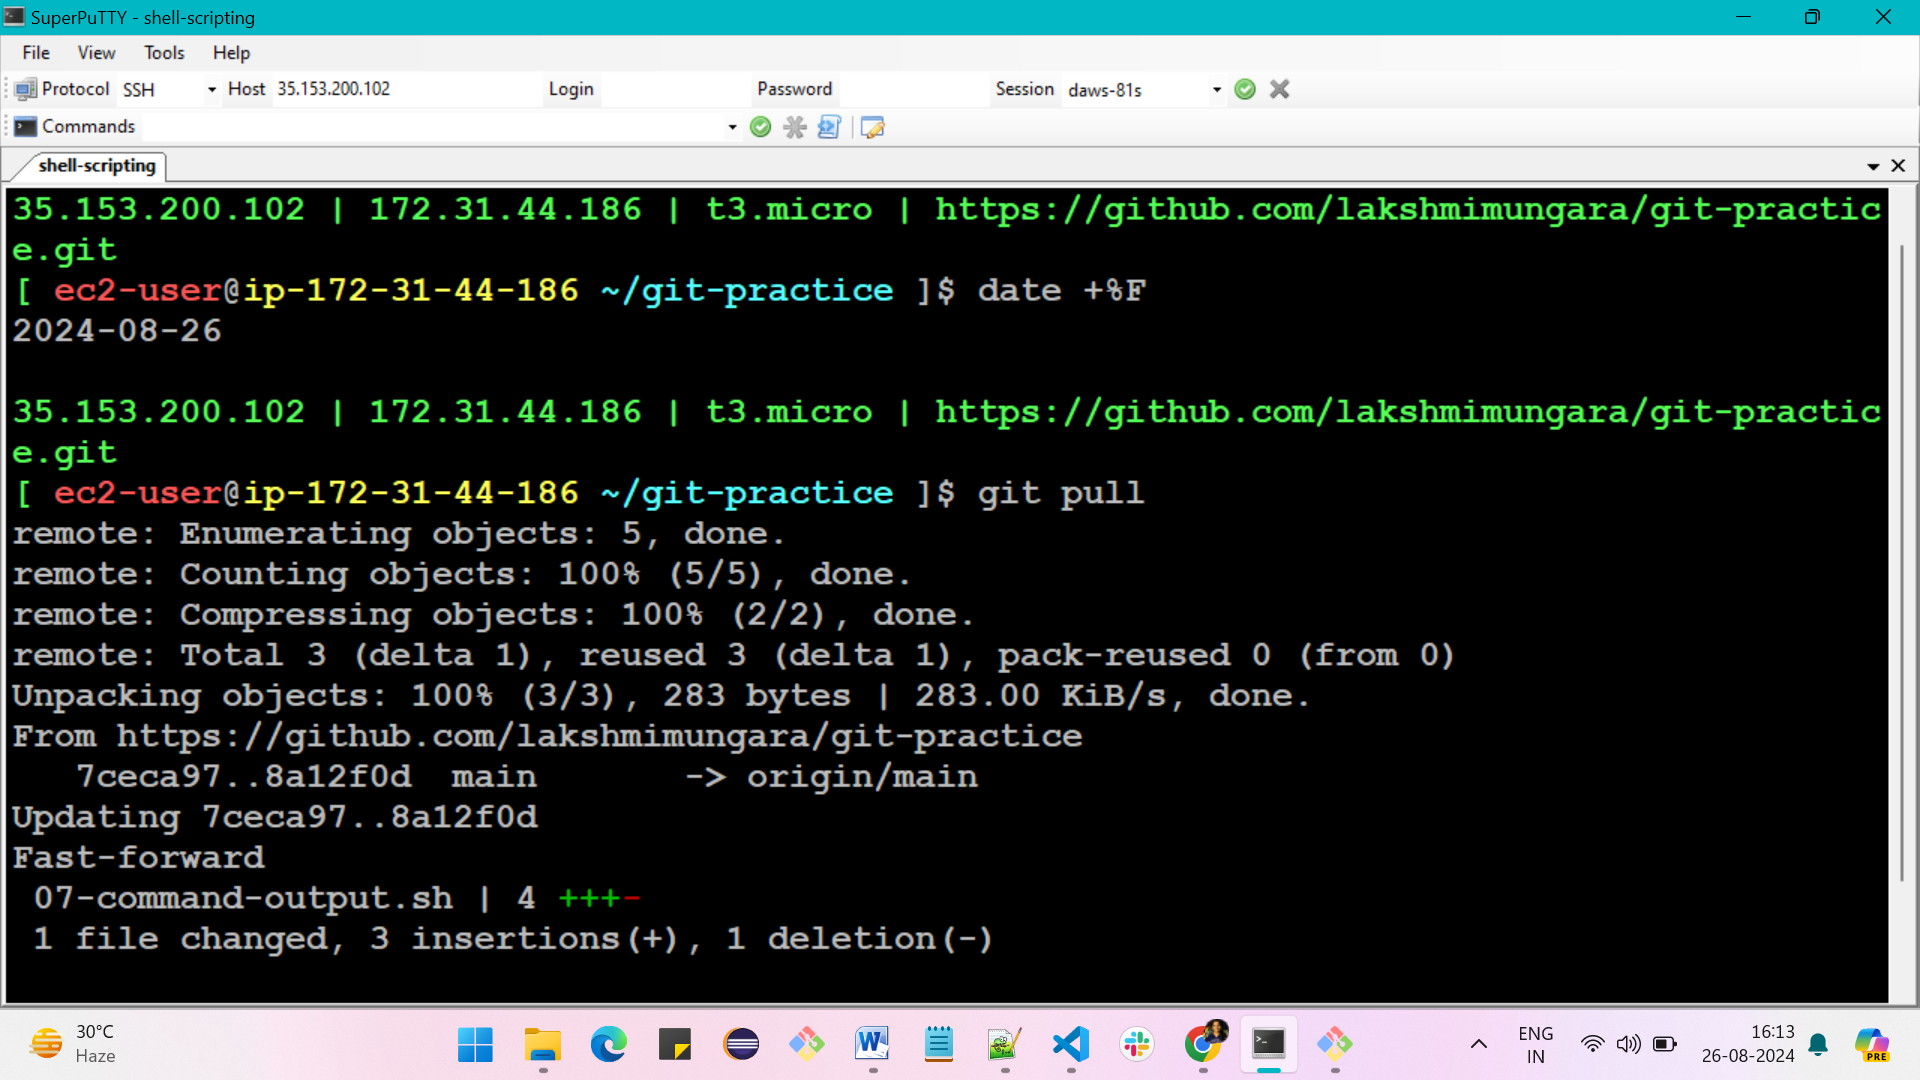 SuperPuTTY - shell-scripting
File View Tools Help
Protocol SSH Host 35.153.200.102 Login Password Session daws-81s
Commands
shell-scripting
35.153.200.102 | 172.31.44.186 | t3.micro | https://github.com/lakshmimungara/git-practic
e.git
[ ec2-user@ip-172-31-44-186 ~/git-practice ]$ date +%F
2024-08-26
35.153.200.102 | 172.31.44.186 | t3.micro | https://github.com/lakshmimungara/git-practic
e.git
[ ec2-user@ip-172-31-44-186 ~/git-practice ]$ git pull
remote: Enumerating objects: 5, done.
remote: Counting objects: 100% (5/5), done.
remote: Compressing objects: 100% (2/2), done.
remote: Total 3 (delta 1), reused 3 (delta 1), pack-reused 0 (from 0)
Unpacking objects: 100% (3/3), 283 bytes | 283.00 KiB/s, done.
From https://github.com/lakshmimungara/git-practice
   7ceca97..8a12f0d  main       -> origin/main
Updating 7ceca97..8a12f0d
Fast-forward
 07-command-output.sh | 4 +++-
 1 file changed, 3 insertions(+), 1 deletion(-)
30°C
Haze
ENG
IN
16:13
26-08-2024
PRE